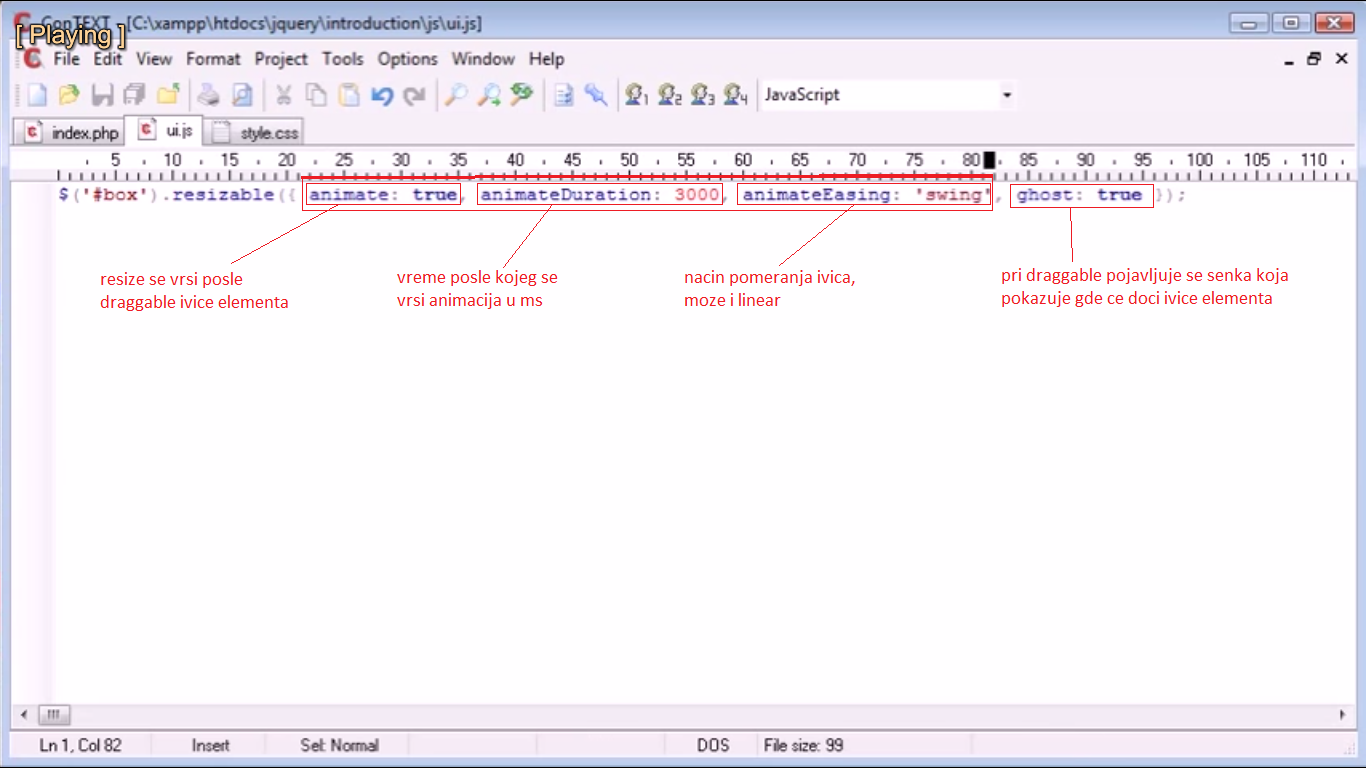 ConTEXT - [C:\xampp\htdocs\jquery\introduction\js\ui.js]
[ Playing ]
File Edit View Format Project Tools Options Window Help
1 2 3 4 JavaScript
index.php ui.js style.css
5 10 15 20 25 30 35 40 45 50 55 60 65 70 75 80 85 90 95 100 105 110
$('#box').resizable({ animate: true, animateDuration: 3000, animateEasing: 'swing', ghost: true });
resize se vrsi posle
draggable ivice elementa
vreme posle kojeg se
vrsi animacija u ms
nacin pomeranja ivica,
moze i linear
pri draggable pojavljuje se senka koja
pokazuje gde ce doci ivice elementa
Ln 1, Col 82 Insert Sel: Normal DOS File size: 99